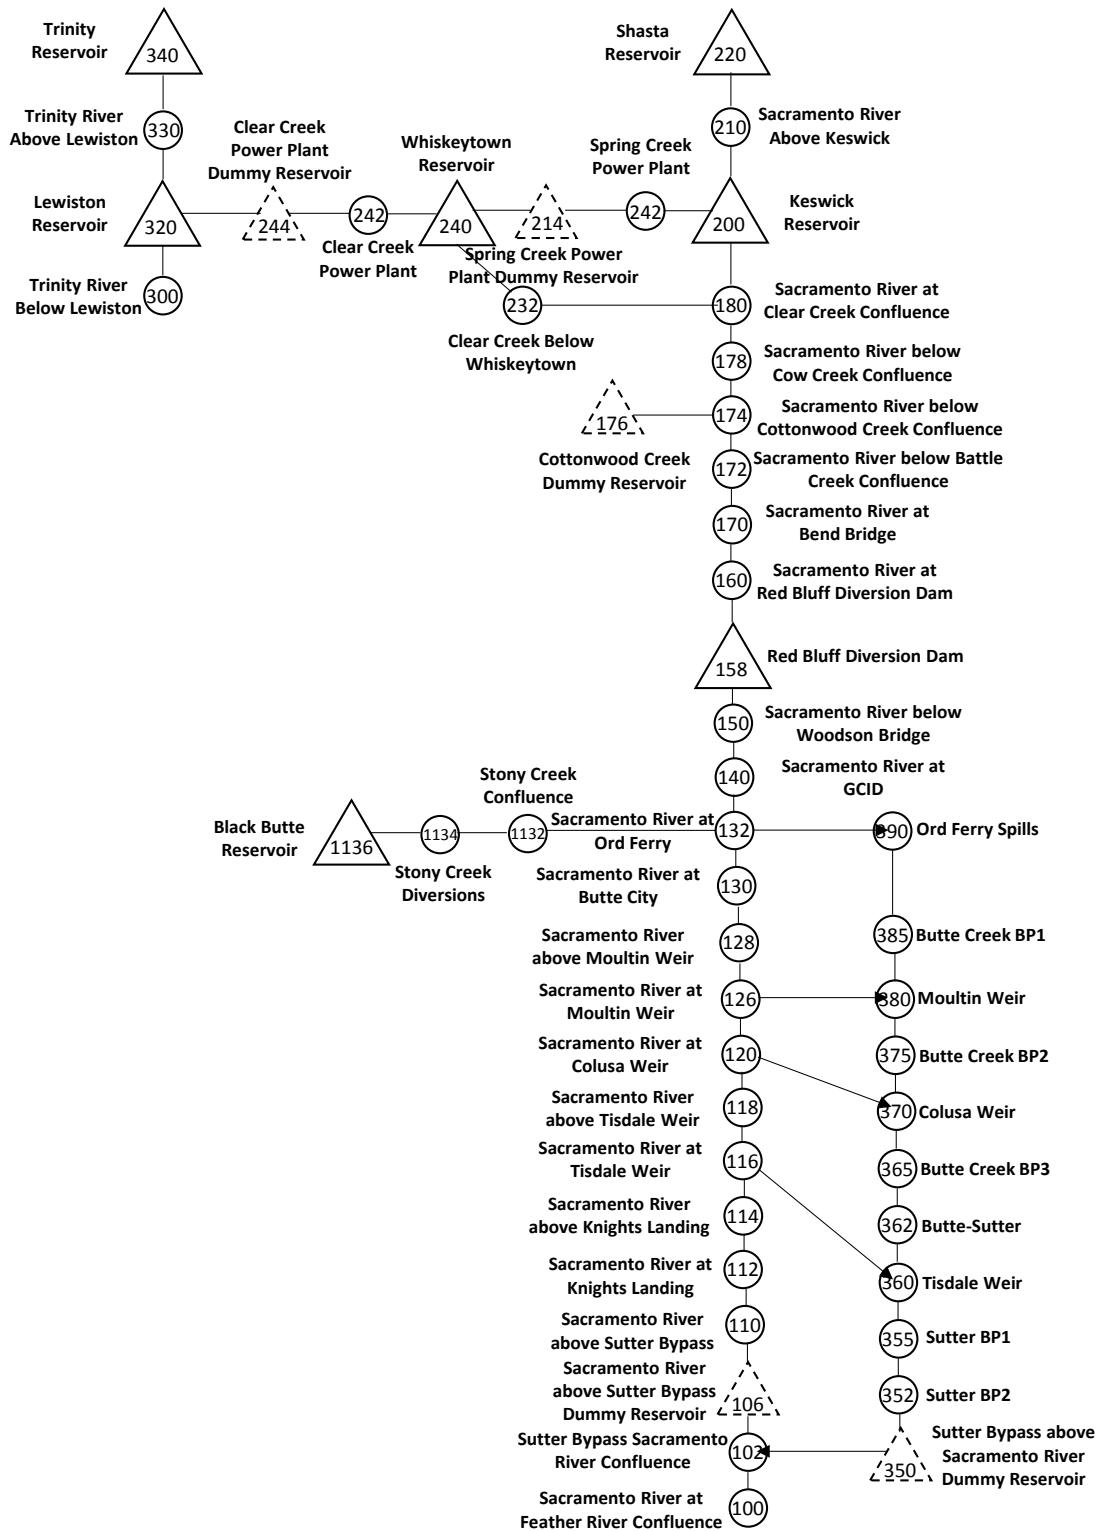 Trinity
Reservoir
340
Shasta
Reservoir
220
Trinity River
Above Lewiston
330
Clear Creek
Power Plant
Dummy Reservoir
Whiskeytown
Reservoir
Spring Creek
Power Plant
210
Sacramento River
Above Keswick
Lewiston
Reservoir
320
244
242
240
214
242
200
Keswick
Reservoir
Clear Creek
Power Plant
Spring Creek Power
Plant Dummy Reservoir
Trinity River
Below Lewiston
300
232
180
Sacramento River at
Clear Creek Confluence
Clear Creek Below
Whiskeytown
178
Sacramento River below
Cow Creek Confluence
176
174
Sacramento River below
Cottonwood Creek Confluence
Cottonwood Creek
Dummy Reservoir
172
Sacramento River below Battle
Creek Confluence
170
Sacramento River at
Bend Bridge
160
Sacramento River at
Red Bluff Diversion Dam
158
Red Bluff Diversion Dam
150
Sacramento River below
Woodson Bridge
140
Sacramento River at
GCID
Stony Creek
Confluence
Black Butte
Reservoir
1136
1134
1132
Sacramento River at
Ord Ferry
132
390
Ord Ferry Spills
Stony Creek
Diversions
Sacramento River at
Butte City
130
Sacramento River
above Moultin Weir
128
385
Butte Creek BP1
Sacramento River at
Moultin Weir
126
380
Moultin Weir
Sacramento River at
Colusa Weir
120
375
Butte Creek BP2
Sacramento River
above Tisdale Weir
118
370
Colusa Weir
Sacramento River at
Tisdale Weir
116
365
Butte Creek BP3
Sacramento River
above Knights Landing
114
362
Butte-Sutter
Sacramento River at
Knights Landing
112
360
Tisdale Weir
Sacramento River
above Sutter Bypass
110
355
Sutter BP1
Sacramento River
above Sutter Bypass
Dummy Reservoir
106
352
Sutter BP2
Sutter Bypass Sacramento
River Confluence
102
350
Sutter Bypass above
Sacramento River
Dummy Reservoir
Sacramento River at
Feather River Confluence
100